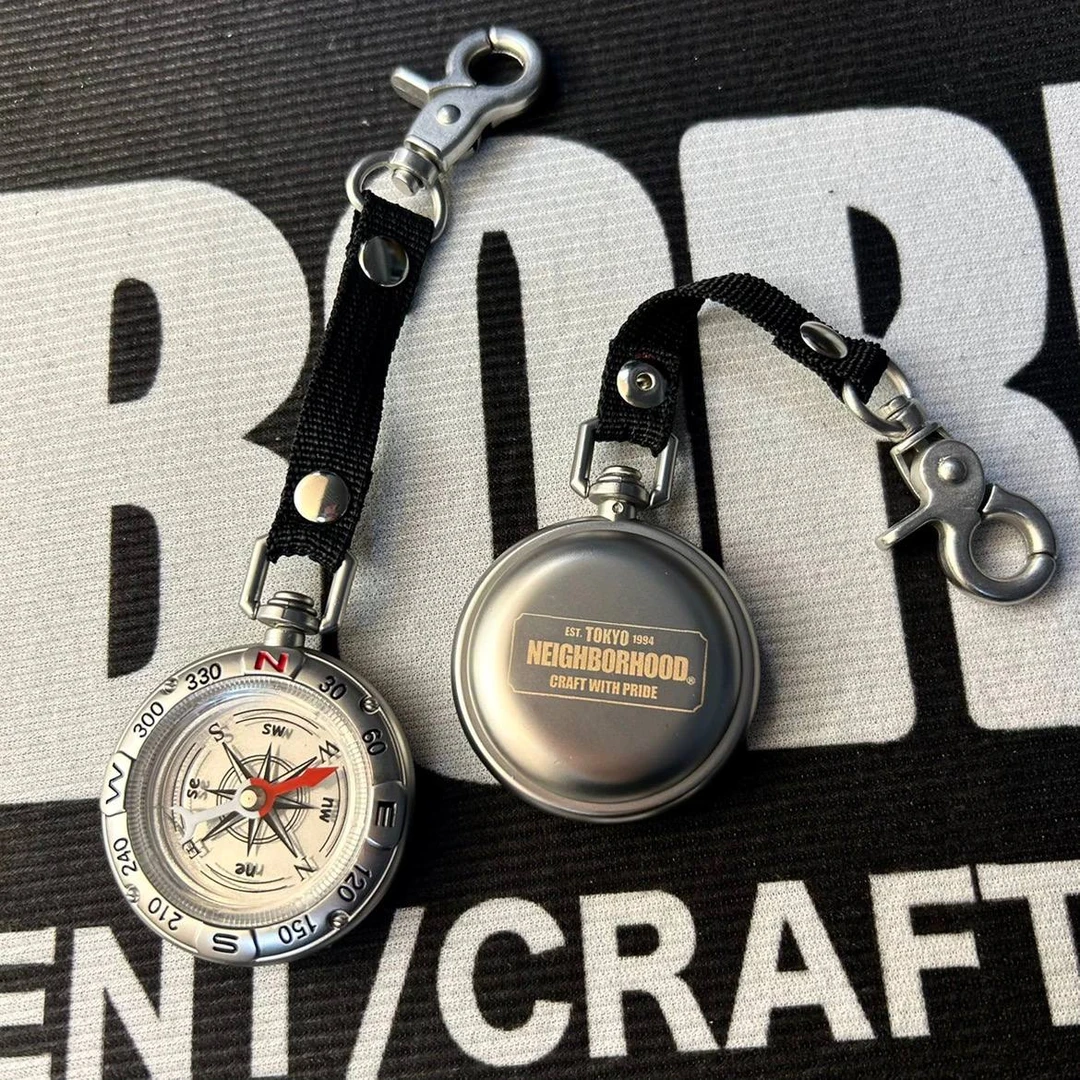 BORH
N
30
60
E
120
150
S
210
240
W
300
330
S
SW
W
nw
N
ne
E
se
EST. TOKYO 1994
NEIGHBORHOOD®
CRAFT WITH PRIDE
ENT/CRAFT